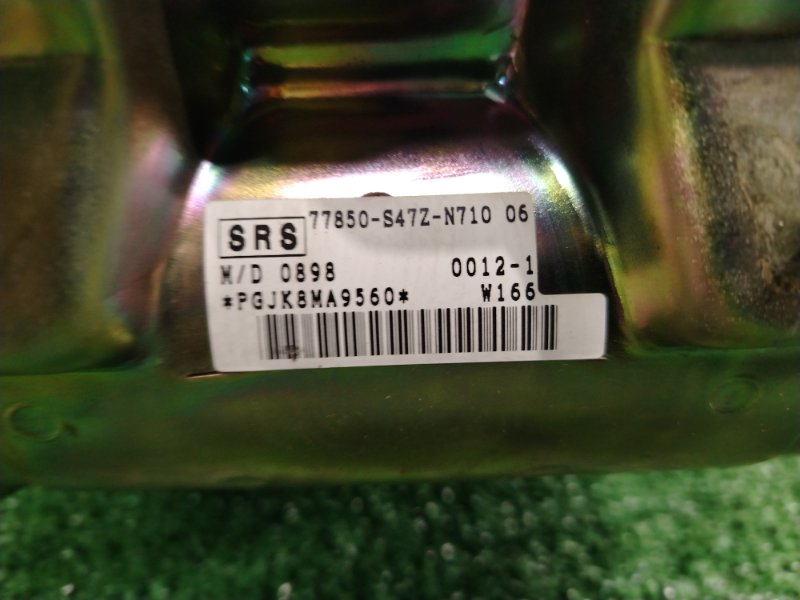 SRS 77850-S47Z-N710 06
M/D 0898 0012-1
*PGJK8MA9560* W166